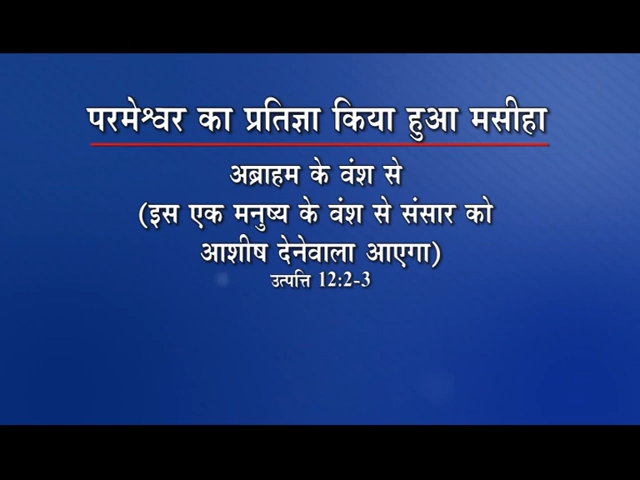 परमेश्वर का प्रतिज्ञा किया हुआ मसीहा
अब्राहम के वंश से
(इस एक मनुष्य के वंश से संसार को
आशीष देनेवाला आएगा)
उत्पत्ति 12:2-3